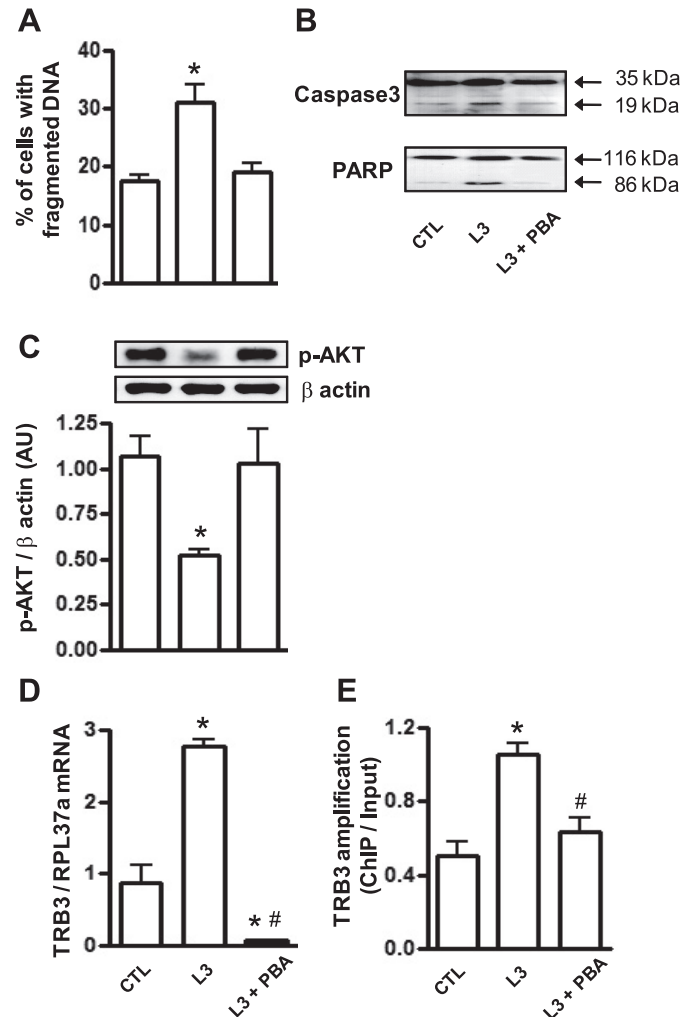 A
% of cells with
fragmented DNA
40
30
20
10
0
*
B
Caspase3
35 kDa
19 kDa
PARP
116 kDa
86 kDa
CTL
L3
L3 + PBA
C
p-AKT
β actin
p-AKT / β actin (AU)
1.25
1.00
0.75
0.50
0.25
0.00
*
D
TRB3 / RPL37a mRNA
3
2
1
0
*
* #
CTL
L3
L3 + PBA
E
TRB3 amplification
(ChIP / Input)
1.2
0.8
0.4
0.0
*
#
CTL
L3
L3 + PBA